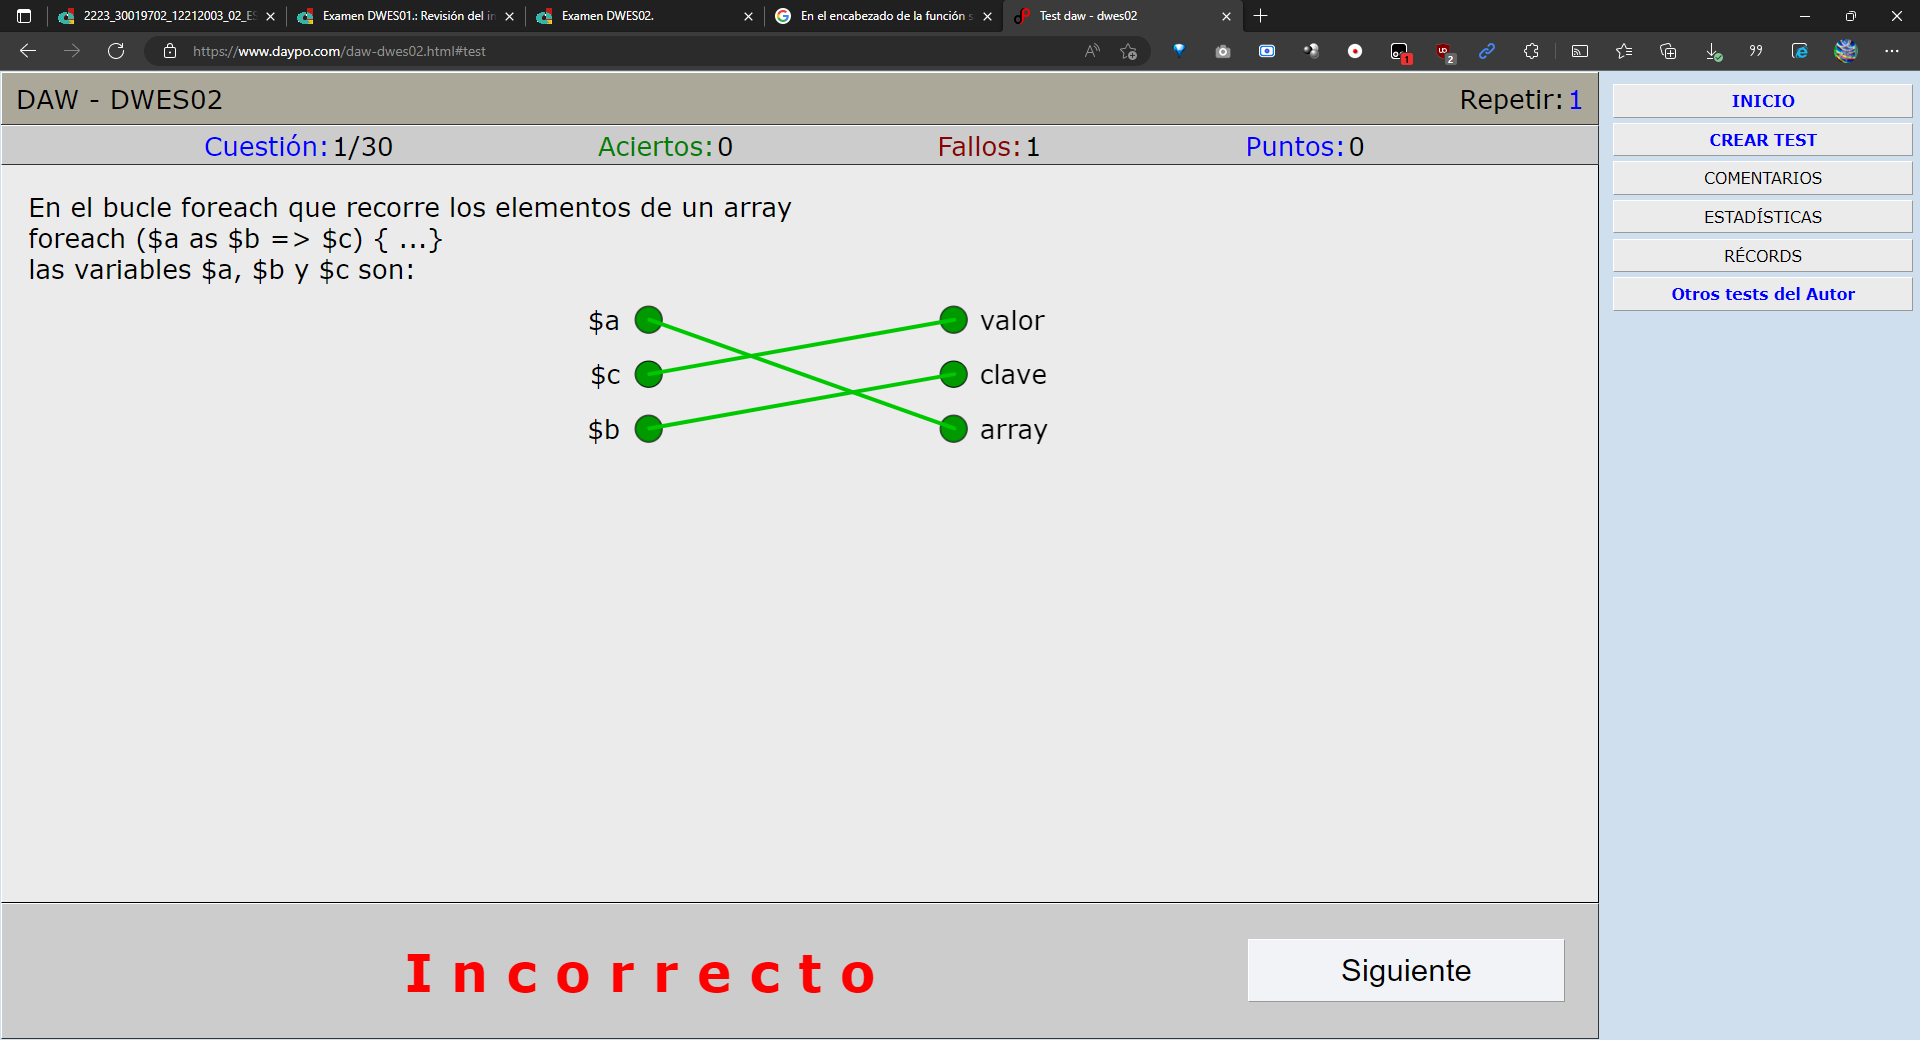 2223_30019702_12212003_02_ES
Examen DWES01.: Revisión del in
Examen DWES02.
En el encabezado de la función s
Test daw - dwes02
https://www.daypo.com/daw-dwes02.html#test
1
2
DAW - DWES02
Repetir: 1
Cuestión: 1/30
Aciertos: 0
Fallos: 1
Puntos: 0
En el bucle foreach que recorre los elementos de un array
foreach ($a as $b => $c) { ...}
las variables $a, $b y $c son:
$a
valor
$c
clave
$b
array
Incorrecto
Siguiente
INICIO
CREAR TEST
COMENTARIOS
ESTADÍSTICAS
RÉCORDS
Otros tests del Autor